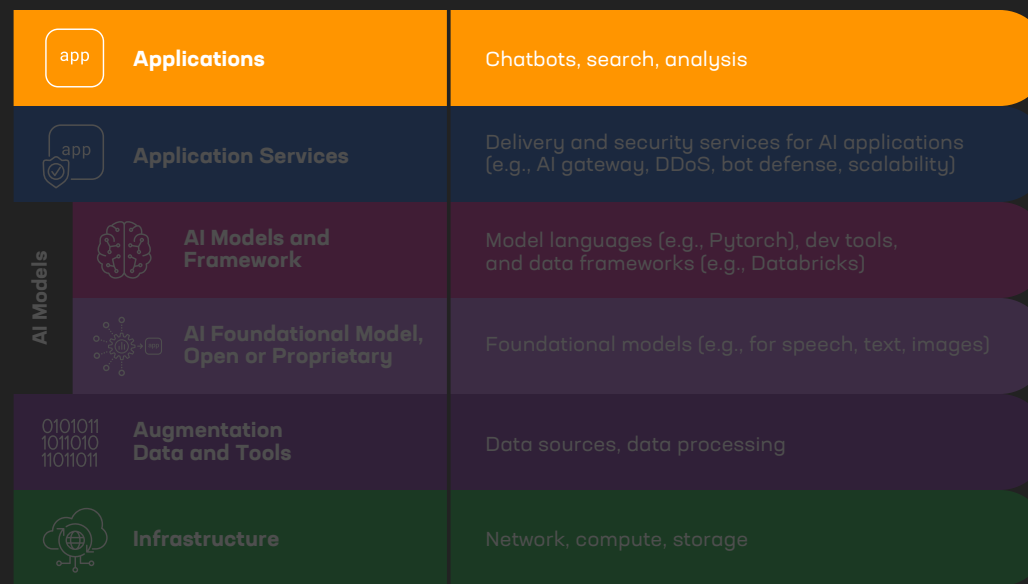 app
Applications
Chatbots, search, analysis
app
Application Services
Delivery and security services for AI applications
(e.g., AI gateway, DDoS, bot defense, scalability)
AI Models
AI Models and
Framework
Model languages (e.g., Pytorch), dev tools,
and data frameworks (e.g., Databricks)
AI Foundational Model,
Open or Proprietary
Foundational models (e.g., for speech, text, images)
0101011
1011010
11011011
Augmentation
Data and Tools
Data sources, data processing
Infrastructure
Network, compute, storage